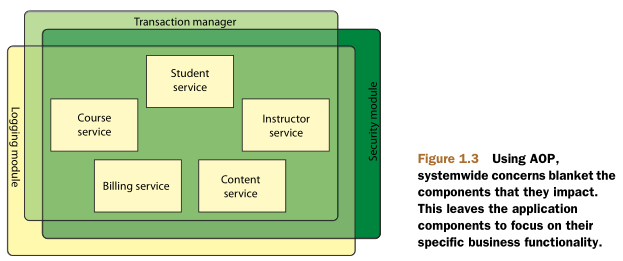 Transaction manager
Student
service
Course
service
Instructor
service
Billing service
Content
service
Logging module
Security module
Figure 1.3 Using AOP,
systemwide concerns blanket the
components that they impact.
This leaves the application
components to focus on their
specific business functionality.